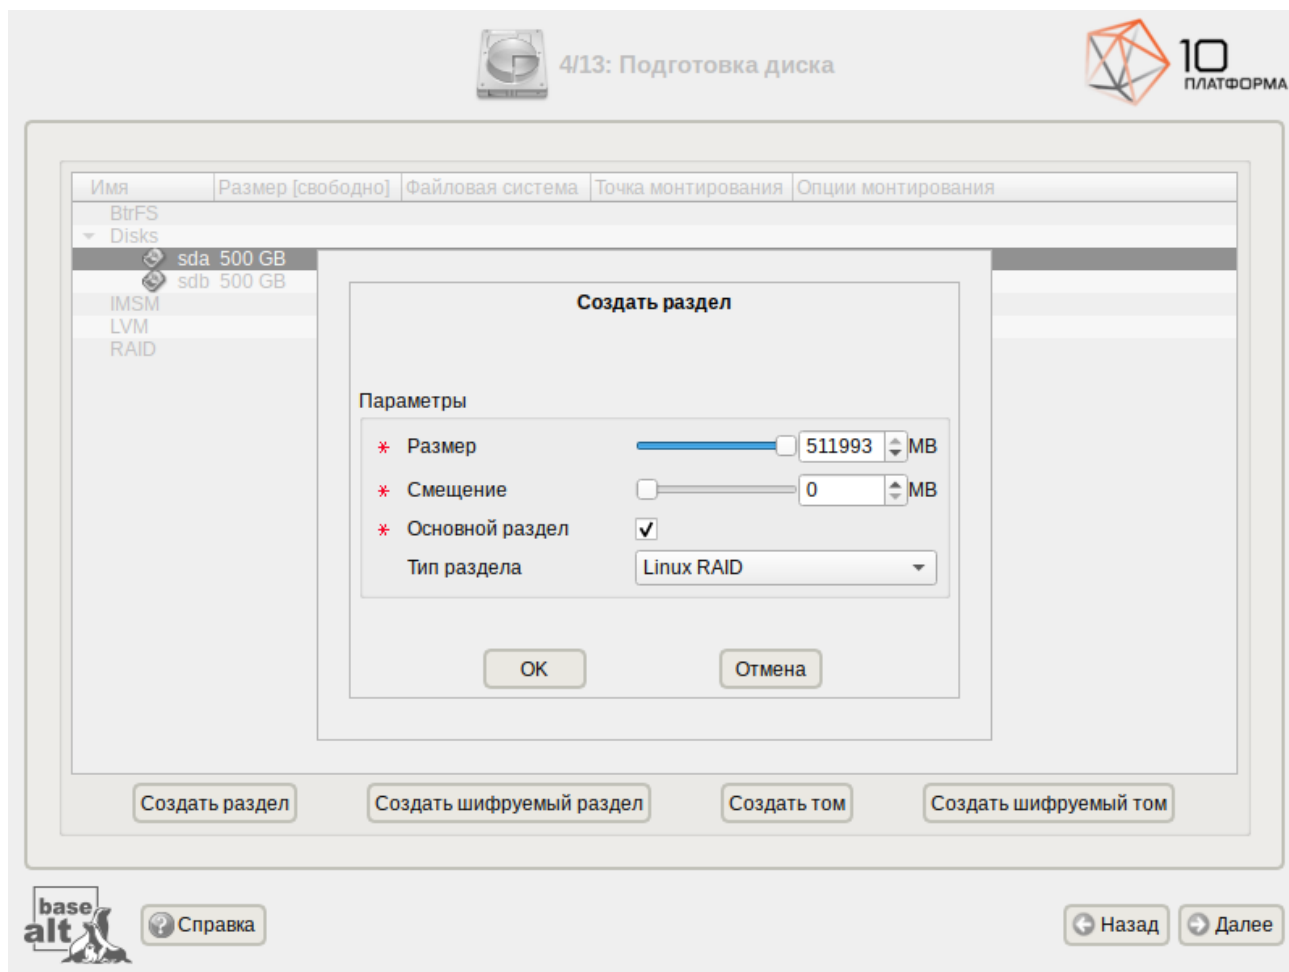 4/13: Подготовка диска
10
ПЛАТФОРМА
Имя Размер [свободно] Файловая система Точка монтирования Опции монтирования
BtrFS
Disks
sda 500 GB
sdb 500 GB
IMSM
LVM
RAID
Создать раздел
Параметры
Размер 511993 MB
Смещение 0 MB
Основной раздел
Тип раздела Linux RAID
OK Отмена
Создать раздел Создать шифруемый раздел Создать том Создать шифруемый том
base
alt
Справка Назад Далее